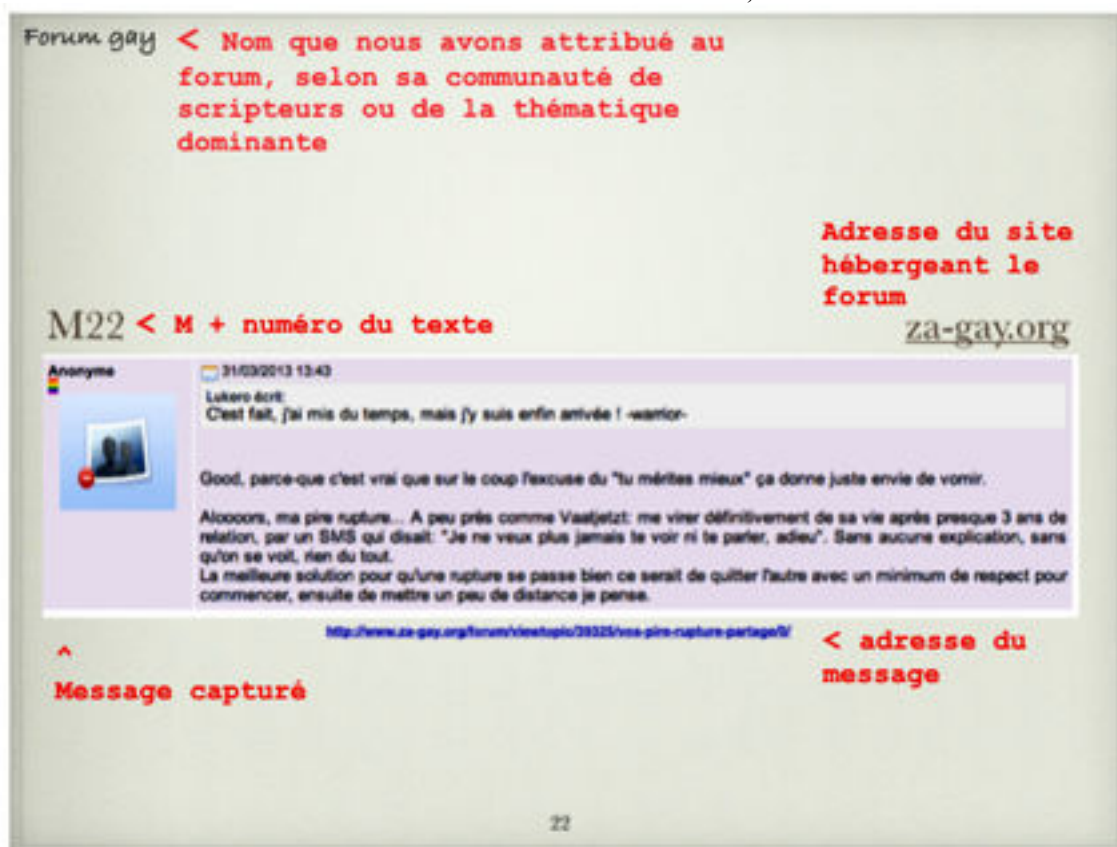 Forum gay < Nom que nous avons attribué au
forum, selon sa communauté de
scripteurs ou de la thématique
dominante
Adresse du site
hébergeant le
forum
M22 < M + numéro du texte
za-gay.org
Anonyme
31/03/2013 13:43
Lukero écrit:
C'est fait, j'ai mis du temps, mais j'y suis enfin arrivée ! -warrior-
Good, parce-que c'est vrai que sur le coup l'excuse du "tu mérites mieux" ça donne juste envie de vomir.
Aloooors, ma pire rupture... A peu près comme Vaatjetzt: me virer définitivement de sa vie après presque 3 ans de
relation, par un SMS qui disait: "Je ne veux plus jamais te voir ni te parler, adieu". Sans aucune explication, sans
qu'on se voit, rien du tout.
La meilleure solution pour qu'une rupture se passe bien ce serait de quitter l'autre avec un minimum de respect pour
commencer, ensuite de mettre un peu de distance je pense.
http://www.za-gay.org/forum/viewtopic/39325/vos-pire-rupture-partage/0/
< adresse du
message
^
Message capturé
22